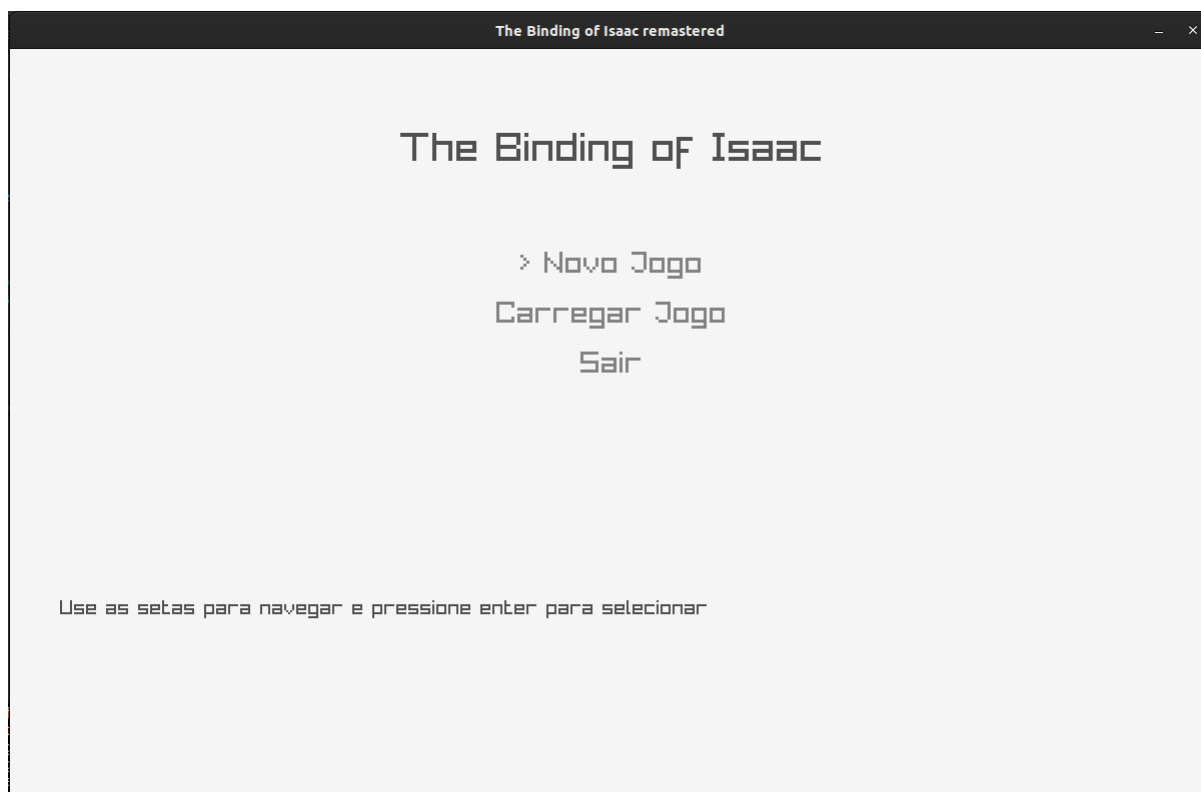 The Binding of Isaac remastered
The Binding of Isaac
> Novo Jogo
Carregar Jogo
Sair
Use as setas para navegar e pressione enter para selecionar